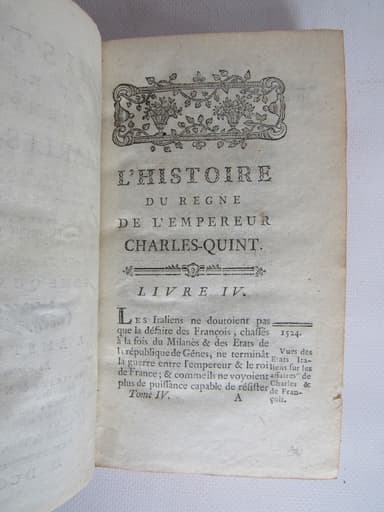 L'HISTOIRE
DU REGNE
DE L'EMPEREUR
CHARLES-QUINT.
LIVRE IV.
LES Italiens ne doutoient pas
que la défaite des François, chassés
à la fois du Milanès & des Etats de
la république de Gênes, ne terminât
la guerre entre l'empereur & le roi
de France; & comme ils ne voyoient
plus de puissance capable de résister
1524.
Vues des
Etats Ita-
liens sur les
affaires de
Charles &
de Fran-
çois.
Tome IV. A